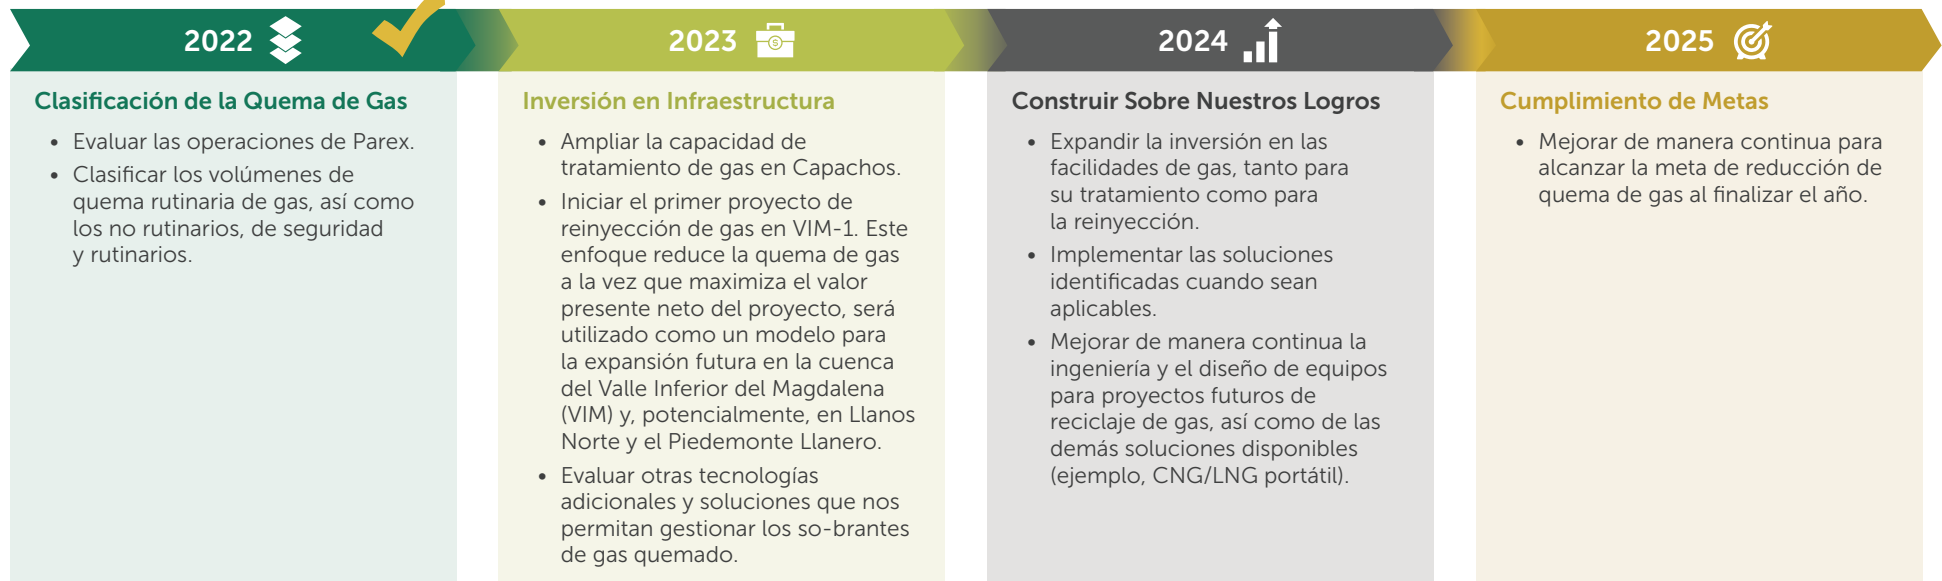 2022
Clasificación de la Quema de Gas
• Evaluar las operaciones de Parex.
• Clasificar los volúmenes de
quema rutinaria de gas, así como
los no rutinarios, de seguridad
y rutinarios.
2023
Inversión en Infraestructura
• Ampliar la capacidad de
tratamiento de gas en Capachos.
• Iniciar el primer proyecto de
reinyección de gas en VIM-1. Este
enfoque reduce la quema de gas
a la vez que maximiza el valor
presente neto del proyecto, será
utilizado como un modelo para
la expansión futura en la cuenca
del Valle Inferior del Magdalena
(VIM) y, potencialmente, en Llanos
Norte y el Piedemonte Llanero.
• Evaluar otras tecnologías
adicionales y soluciones que nos
permitan gestionar los so-brantes
de gas quemado.
2024
Construir Sobre Nuestros Logros
• Expandir la inversión en las
facilidades de gas, tanto para
su tratamiento como para
la reinyección.
• Implementar las soluciones
identificadas cuando sean
aplicables.
• Mejorar de manera continua la
ingeniería y el diseño de equipos
para proyectos futuros de
reciclaje de gas, así como de las
demás soluciones disponibles
(ejemplo, CNG/LNG portátil).
2025
Cumplimiento de Metas
• Mejorar de manera continua para
alcanzar la meta de reducción de
quema de gas al finalizar el año.